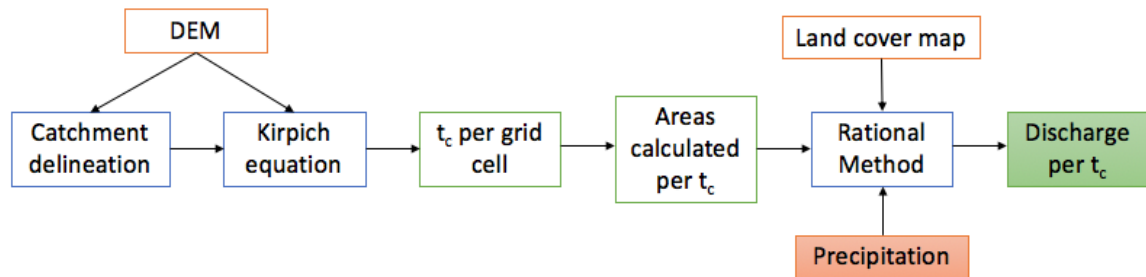 DEM
Land cover map
Catchment
delineation
Kirpich
equation
t_c per grid
cell
Areas
calculated
per t_c
Rational
Method
Discharge
per t_c
Precipitation